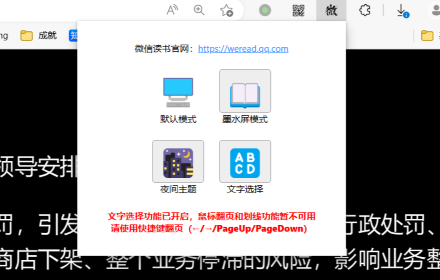 微
ng 成就 知
微信读书官网：https://weread.qq.com
默认模式 墨水屏模式
夜间主题 文字选择
ABCD
文字选择功能已开启，鼠标翻页和划线功能暂不可用
请使用快捷键翻页（←/→/PageUp/PageDown）
领导安排
罚，引发 行政处罚、
商店下架、整个业务停滞的风险，影响业务整